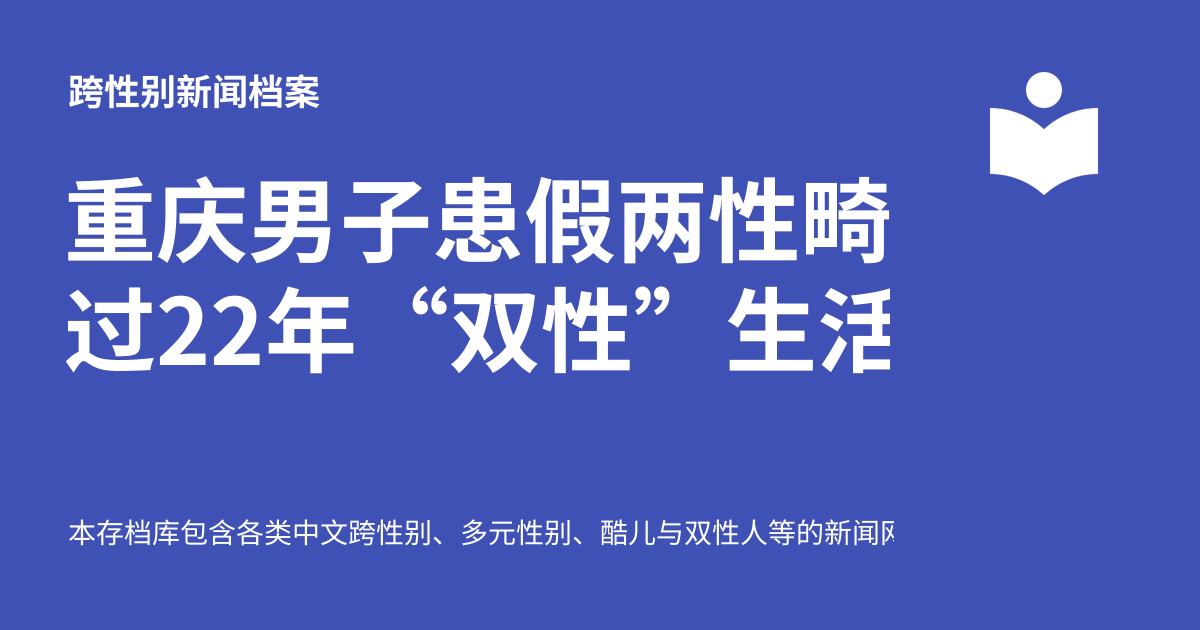 跨性别新闻档案
重庆男子患假两性畸
过22年“双性” 生活
本存档库包含各类中文跨性别、多元性别、酷儿与双性人等的新闻网